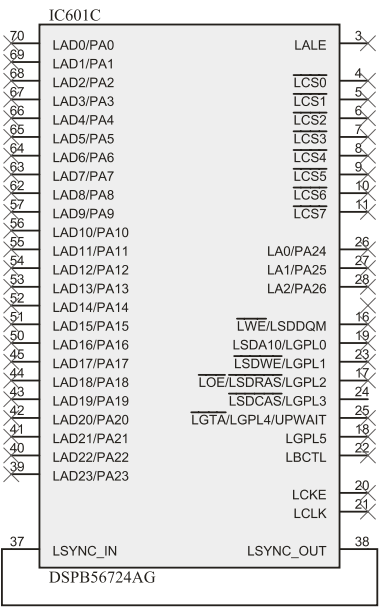 IC601C
70 LAD0/PA0 LALE 3
69 LAD1/PA1
68 LAD2/PA2 LCS0 4
67 LAD3/PA3 LCS1 5
66 LAD4/PA4 LCS2 6
65 LAD5/PA5 LCS3 7
64 LAD6/PA6 LCS4 8
63 LAD7/PA7 LCS5 9
62 LAD8/PA8 LCS6 10
57 LAD9/PA9 LCS7 11
56 LAD10/PA10
55 LAD11/PA11 LA0/PA24 26
54 LAD12/PA12 LA1/PA25 27
53 LAD13/PA13 LA2/PA26 28
52 LAD14/PA14
51 LAD15/PA15 LWE/LSDDQM 16
50 LAD16/PA16 LSDA10/LGPL0 19
45 LAD17/PA17 LSDWE/LGPL1 23
44 LAD18/PA18 LOE/LSDRAS/LGPL2 17
43 LAD19/PA19 LSDCAS/LGPL3 24
42 LAD20/PA20 LGTA/LGPL4/UPWAIT 25
41 LAD21/PA21 LGPL5 18
40 LAD22/PA22 LBCTL 22
39 LAD23/PA23
LCKE 20
LCLK 21
37 LSYNC_IN LSYNC_OUT 38
DSPB56724AG